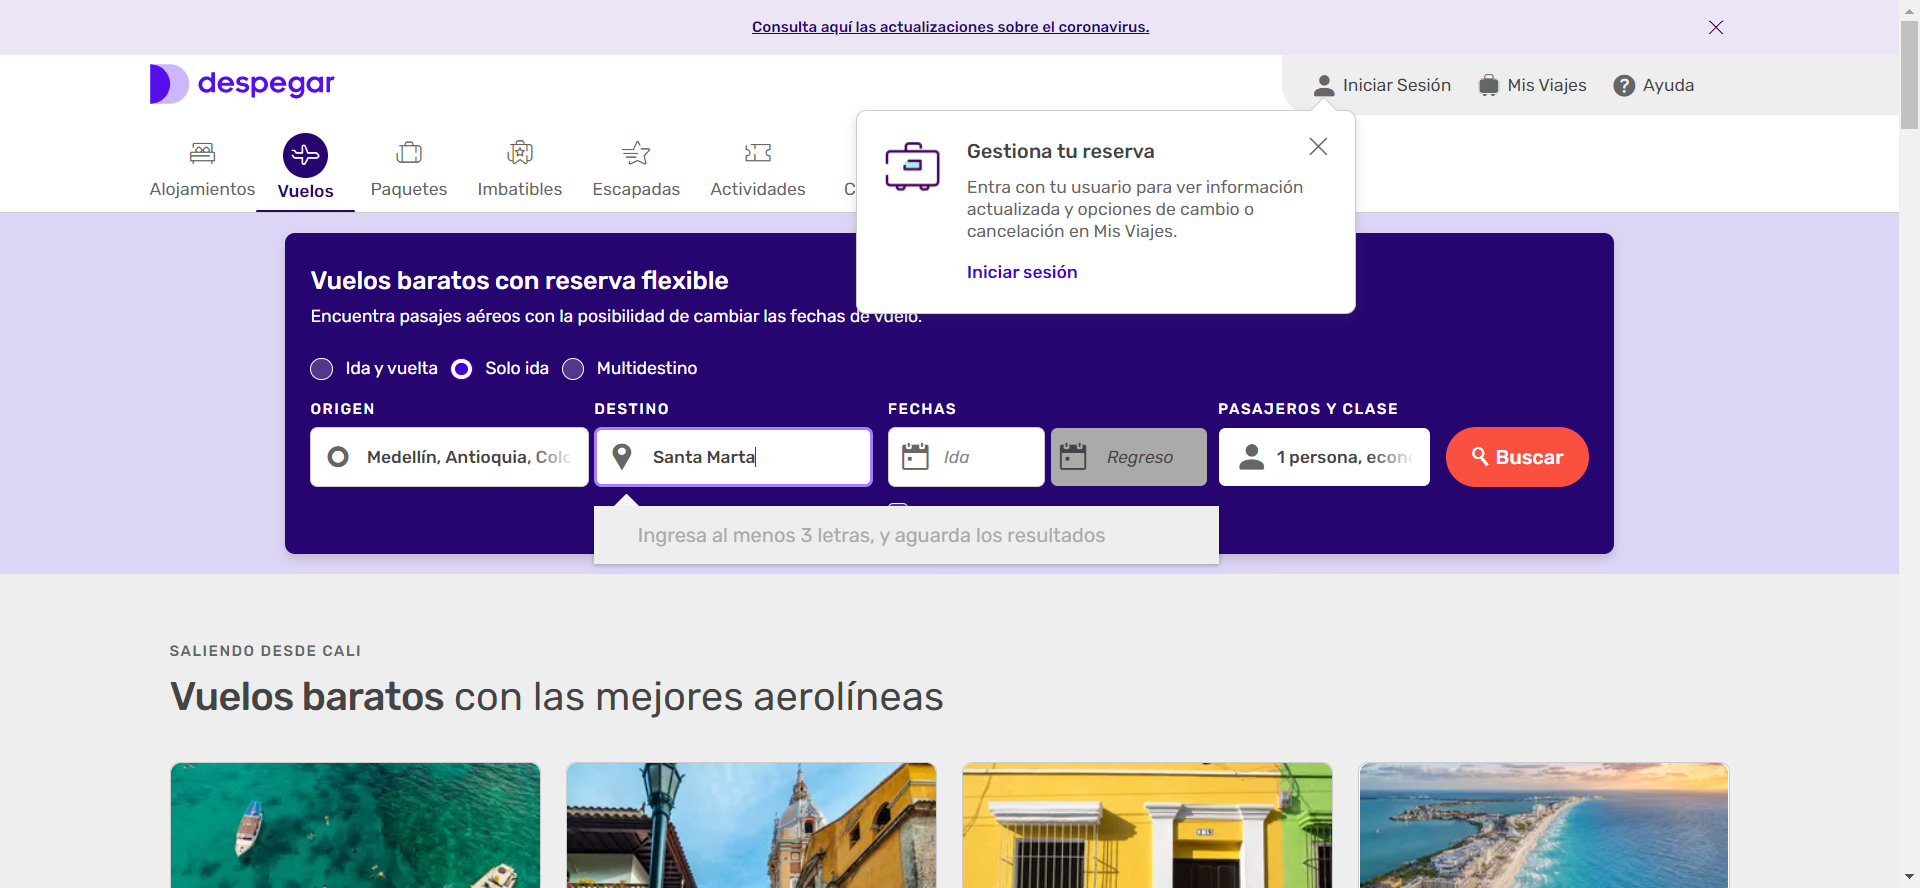 Consulta aquí las actualizaciones sobre el coronavirus.
despegar
Iniciar Sesión
Mis Viajes
Ayuda
Alojamientos
Vuelos
Paquetes
Imbatibles
Escapadas
Actividades
C
Gestiona tu reserva
Entra con tu usuario para ver información
actualizada y opciones de cambio o
cancelación en Mis Viajes.
Iniciar sesión
Vuelos baratos con reserva flexible
Encuentra pasajes aéreos con la posibilidad de cambiar las fechas de vuelo.
Ida y vuelta
Solo ida
Multidestino
ORIGEN
DESTINO
FECHAS
PASAJEROS Y CLASE
Medellín, Antioquia, Colo
Santa Marta
Ida
Regreso
1 persona, econo
Buscar
Ingresa al menos 3 letras, y aguarda los resultados
SALIENDO DESDE CALI
Vuelos baratos con las mejores aerolíneas